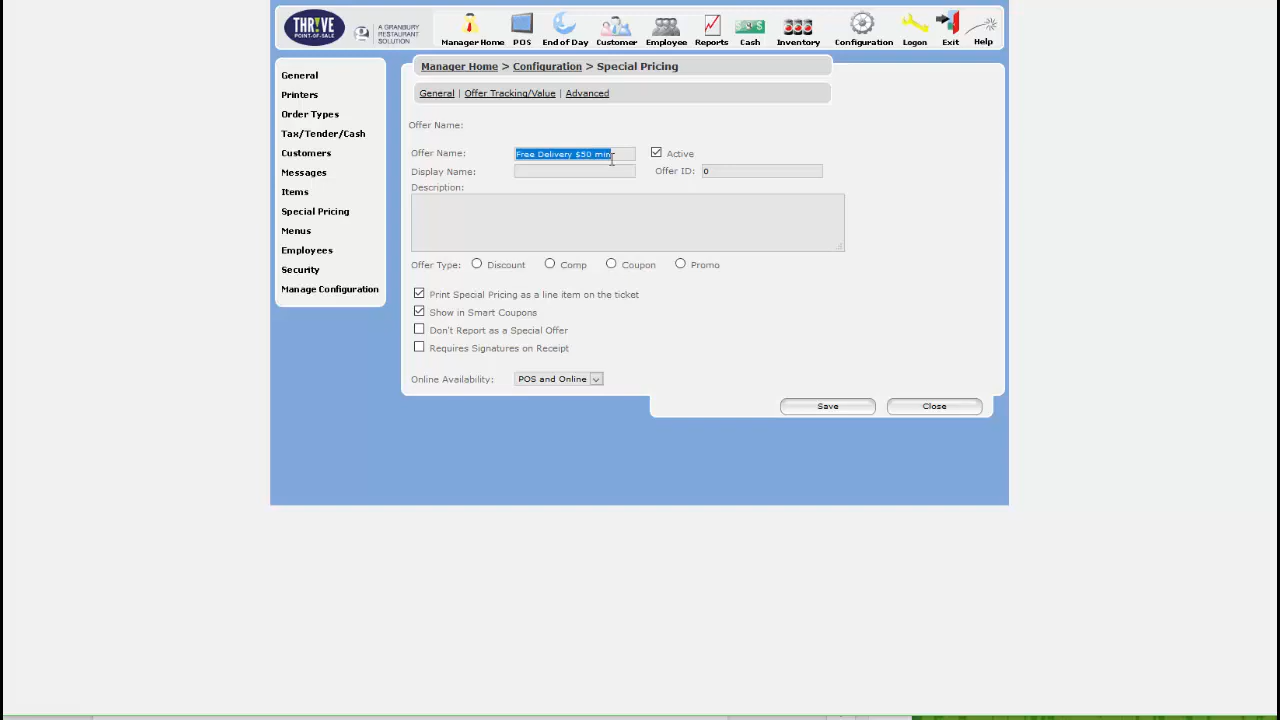 THR!VE
POINT-OF-SALE
A GRANBURY
RESTAURANT
SOLUTION
Manager Home
POS
End of Day
Customer
Employee
Reports
Cash
Inventory
Configuration
Logon
Exit
Help
General
Printers
Order Types
Tax/Tender/Cash
Customers
Messages
Items
Special Pricing
Menus
Employees
Security
Manage Configuration
Manager Home > Configuration > Special Pricing
General | Offer Tracking/Value | Advanced
Offer Name:
Offer Name: Free Delivery $50 min Active
Display Name: Offer ID: 0
Description:
Offer Type: Discount Comp Coupon Promo
Print Special Pricing as a line item on the ticket
Show in Smart Coupons
Don't Report as a Special Offer
Requires Signatures on Receipt
Online Availability: POS and Online
Save Close